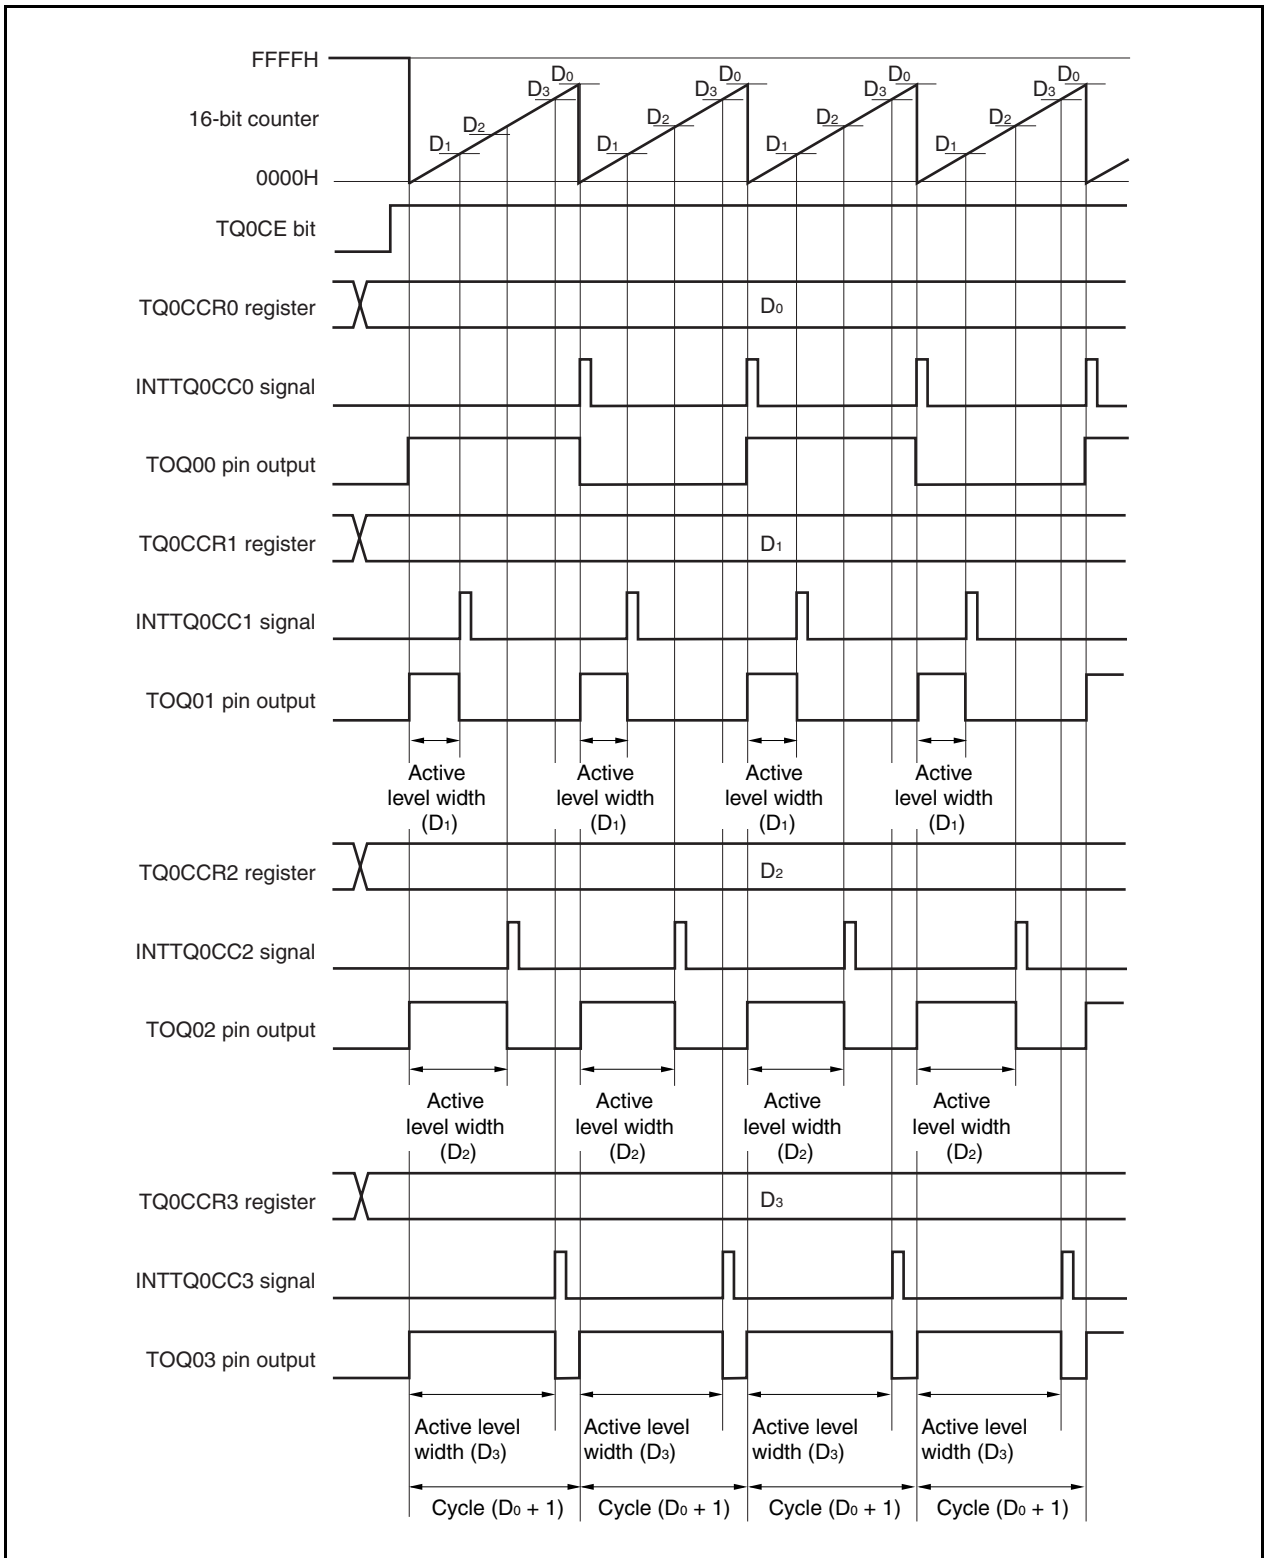 FFFFH
D0 D0 D0 D0
D3 D3 D3 D3
16-bit counter
D2 D2 D2 D2
D1 D1 D1 D1
0000H
TQ0CE bit
TQ0CCR0 register
D0
INTTQ0CC0 signal
TOQ00 pin output
TQ0CCR1 register
D1
INTTQ0CC1 signal
TOQ01 pin output
Active level width (D1)
Active level width (D1)
Active level width (D1)
Active level width (D1)
TQ0CCR2 register
D2
INTTQ0CC2 signal
TOQ02 pin output
Active level width (D2)
Active level width (D2)
Active level width (D2)
Active level width (D2)
TQ0CCR3 register
D3
INTTQ0CC3 signal
TOQ03 pin output
Active level width (D3)
Active level width (D3)
Active level width (D3)
Active level width (D3)
Cycle (D0 + 1)
Cycle (D0 + 1)
Cycle (D0 + 1)
Cycle (D0 + 1)